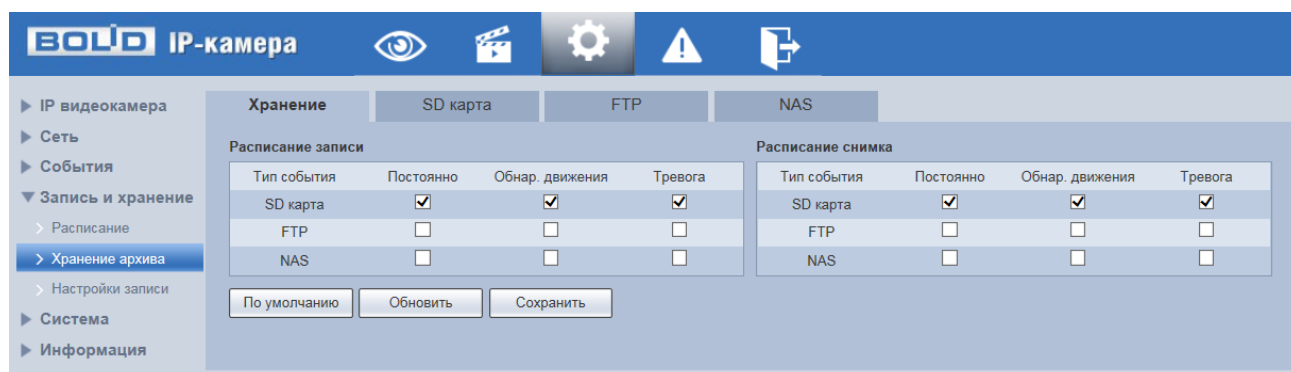 BOLID IP-камера
IP видеокамера
Сеть
События
Запись и хранение
Расписание
Хранение архива
Настройки записи
Система
Информация
Хранение SD карта FTP NAS
Расписание записи
Тип события Постоянно Обнар. движения Тревога
SD карта
FTP
NAS
По умолчанию Обновить Сохранить
Расписание снимка
Тип события Постоянно Обнар. движения Тревога
SD карта
FTP
NAS